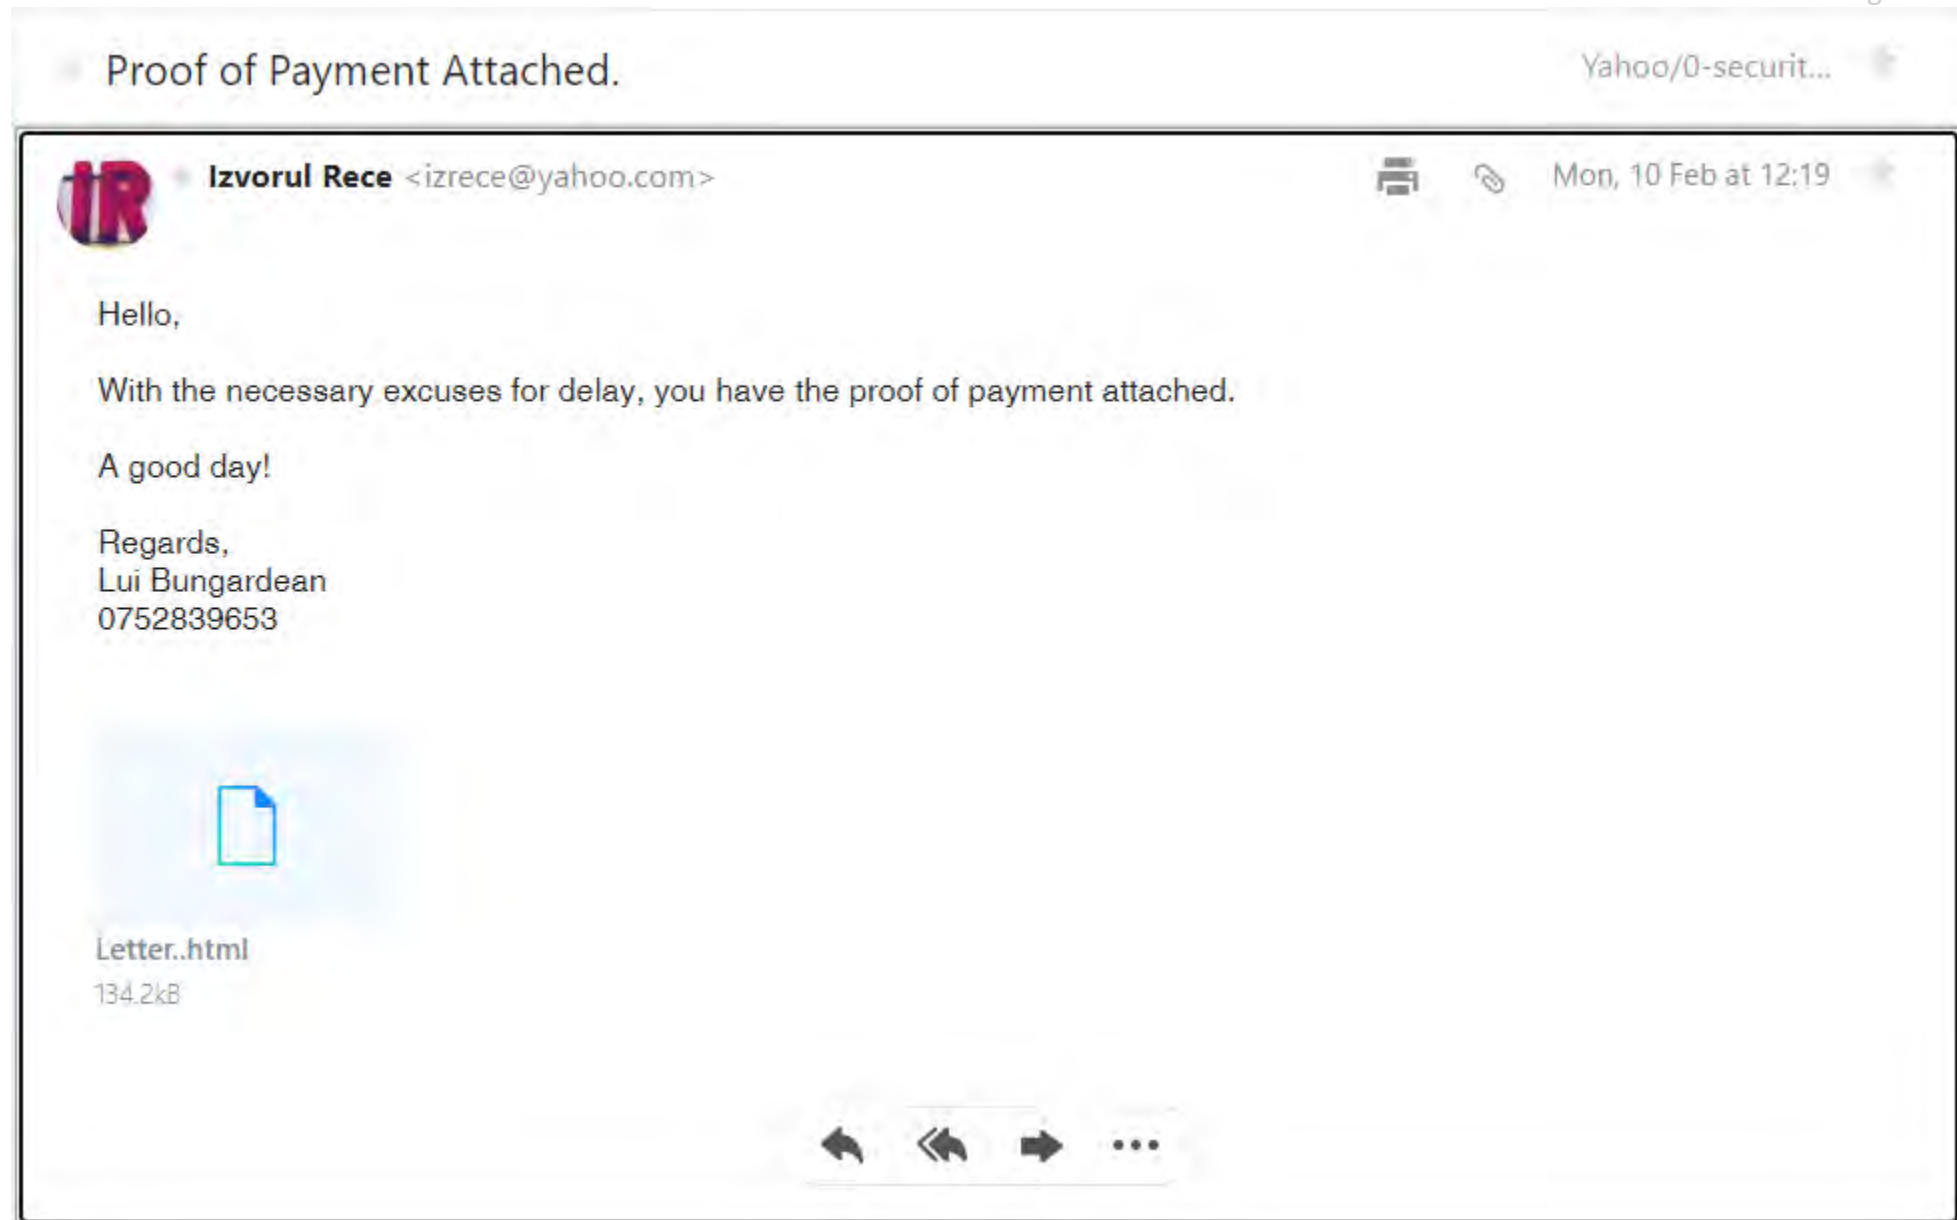 Proof of Payment Attached.
Yahoo/0-securit...
IR
Izvorul Rece <izrece@yahoo.com>
Mon, 10 Feb at 12:19
Hello,
With the necessary excuses for delay, you have the proof of payment attached.
A good day!
Regards,
Lui Bungardean
0752839653
Letter..html
134.2kB